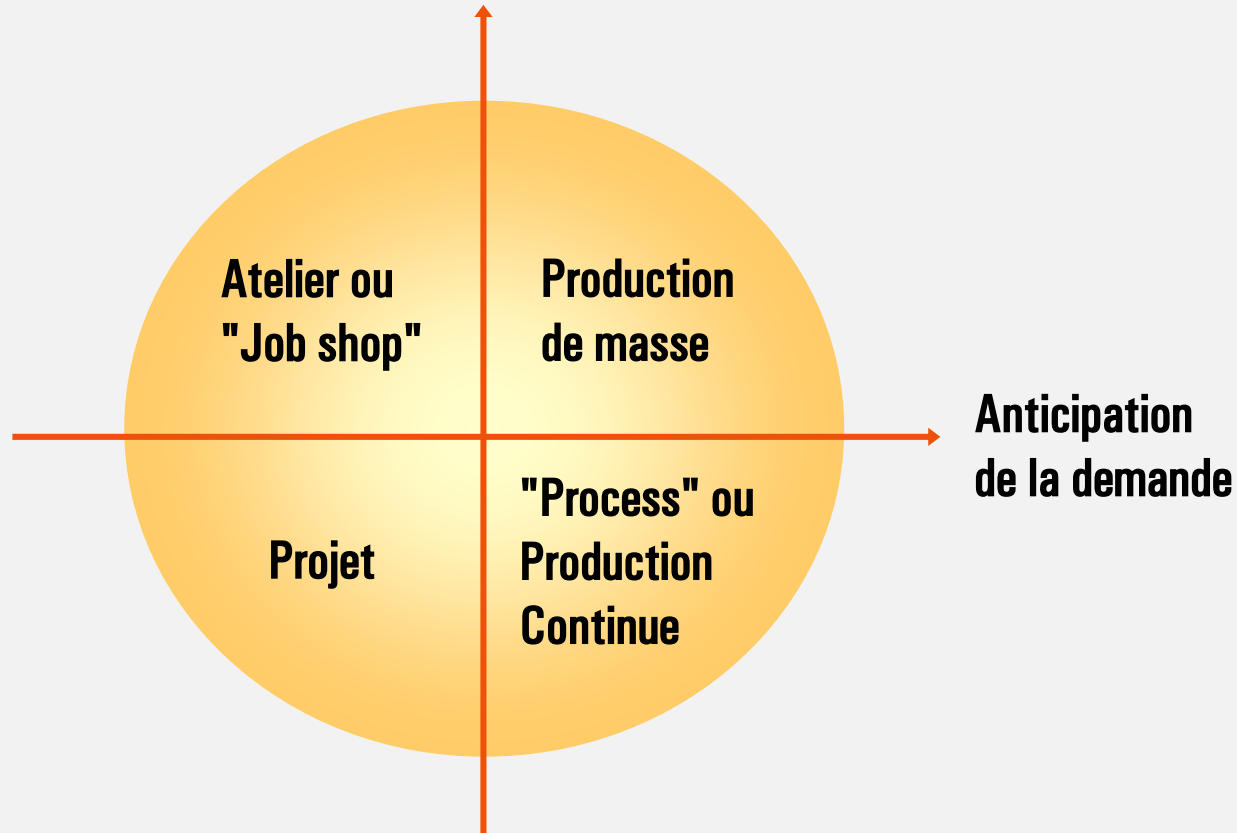 Atelier ou
"Job shop"
Production
de masse
Anticipation
de la demande
Projet
"Process" ou
Production
Continue